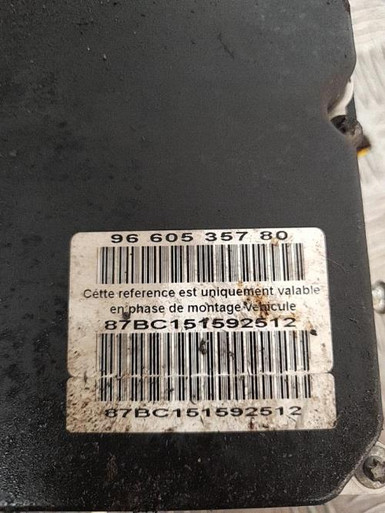 96 605 357 80
Cette reference est uniquement valable
en phase de montage vehicule
87BC151592512
87BC151592512